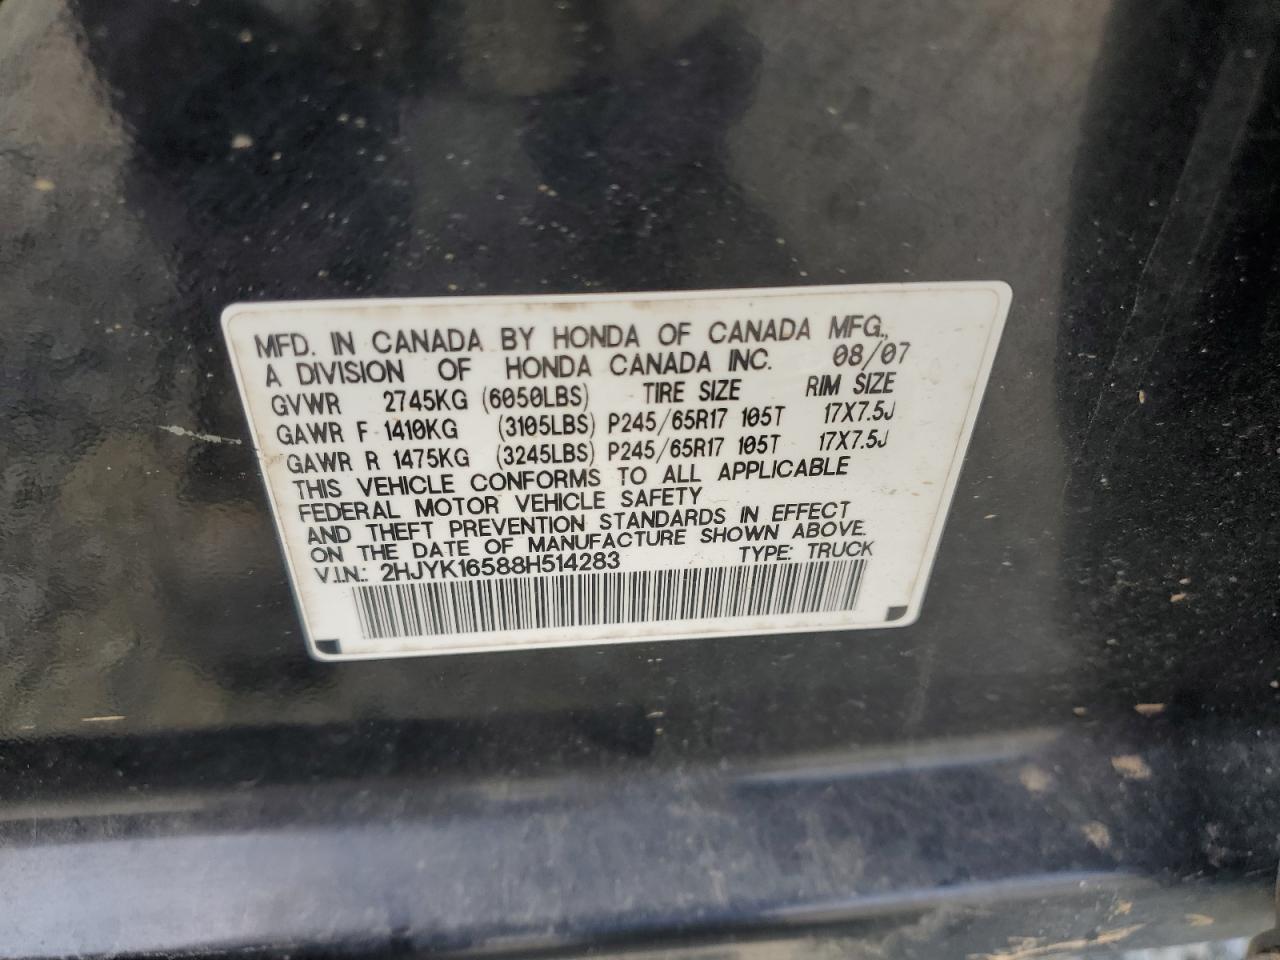 MFD. IN CANADA BY HONDA OF CANADA MFG.,
A DIVISION OF HONDA CANADA INC. 08/07
GVWR 2745KG (6050LBS) TIRE SIZE RIM SIZE
GAWR F 1410KG (3105LBS) P245/65R17 105T 17X7.5J
GAWR R 1475KG (3245LBS) P245/65R17 105T 17X7.5J
THIS VEHICLE CONFORMS TO ALL APPLICABLE
FEDERAL MOTOR VEHICLE SAFETY
AND THEFT PREVENTION STANDARDS IN EFFECT
ON THE DATE OF MANUFACTURE SHOWN ABOVE.
V.I.N.: 2HJYK16588H514283 TYPE: TRUCK